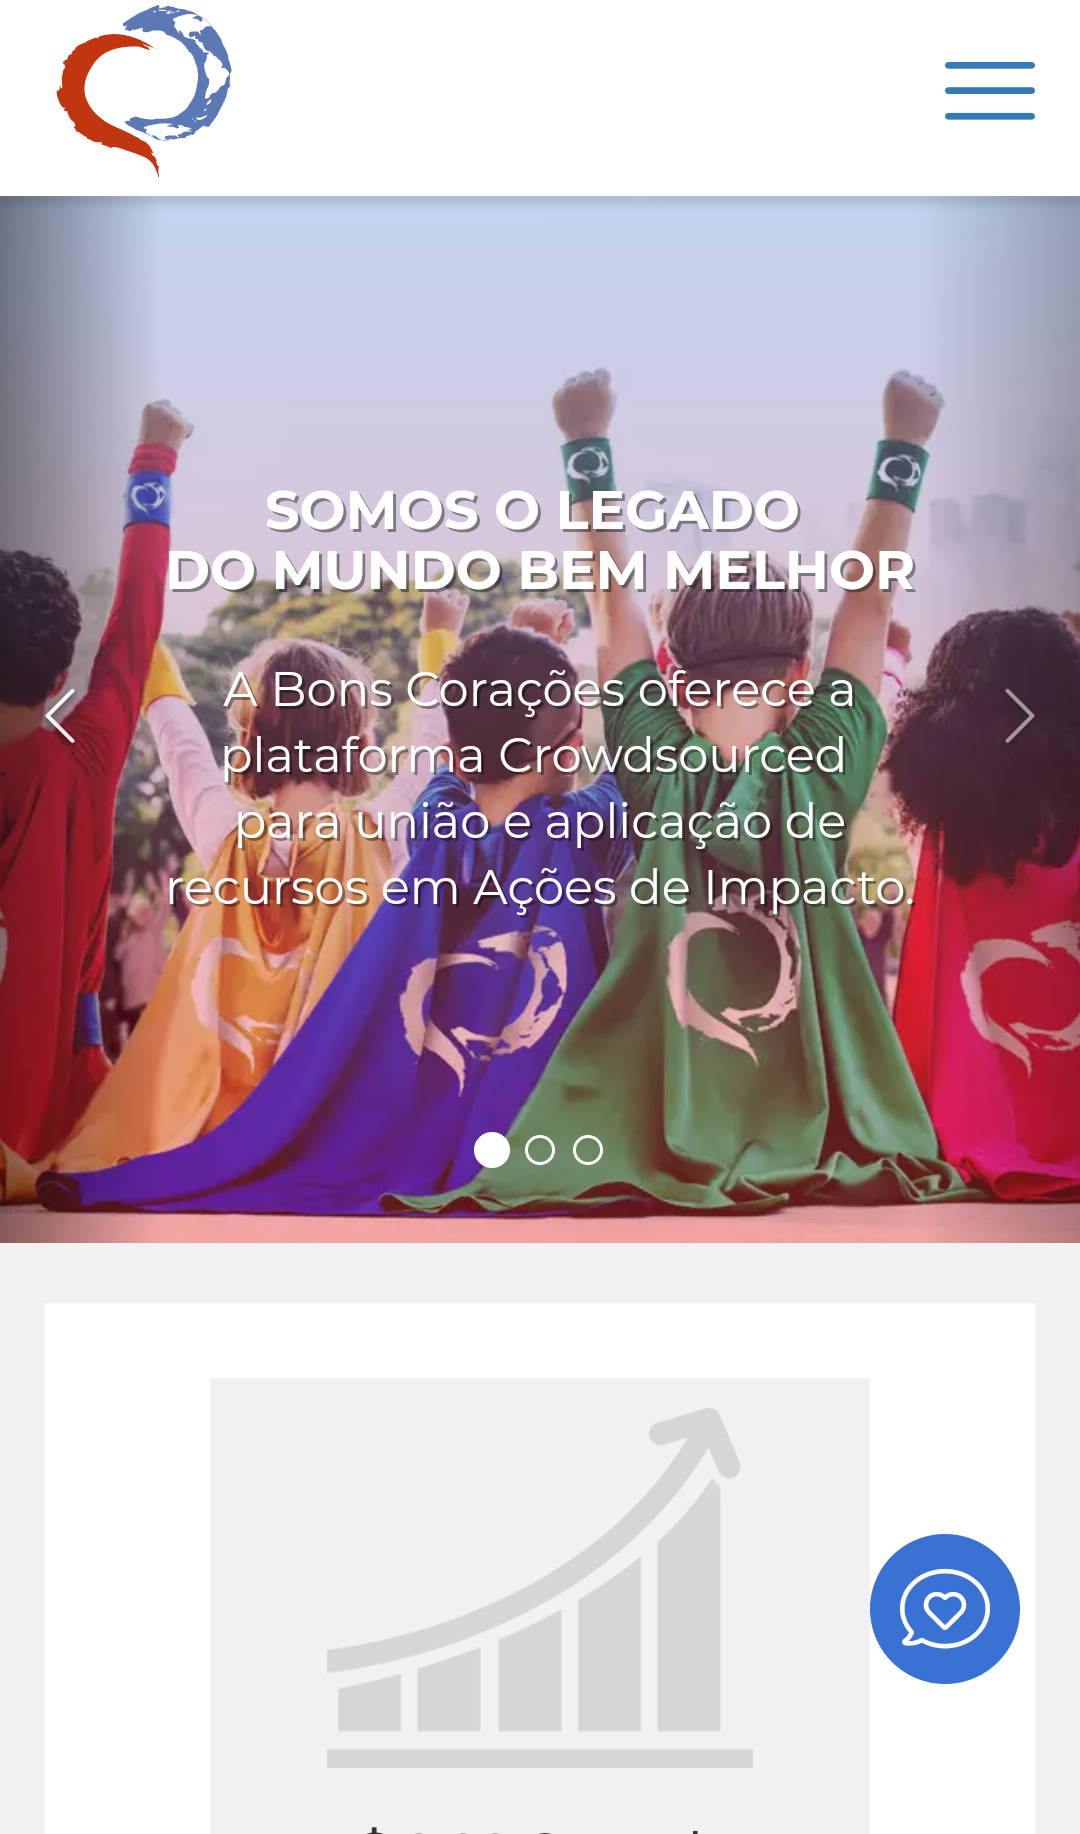 SOMOS O LEGADO
DO MUNDO BEM MELHOR
A Bons Corações oferece a
plataforma Crowdsourced
para união e aplicação de
recursos em Ações de Impacto.